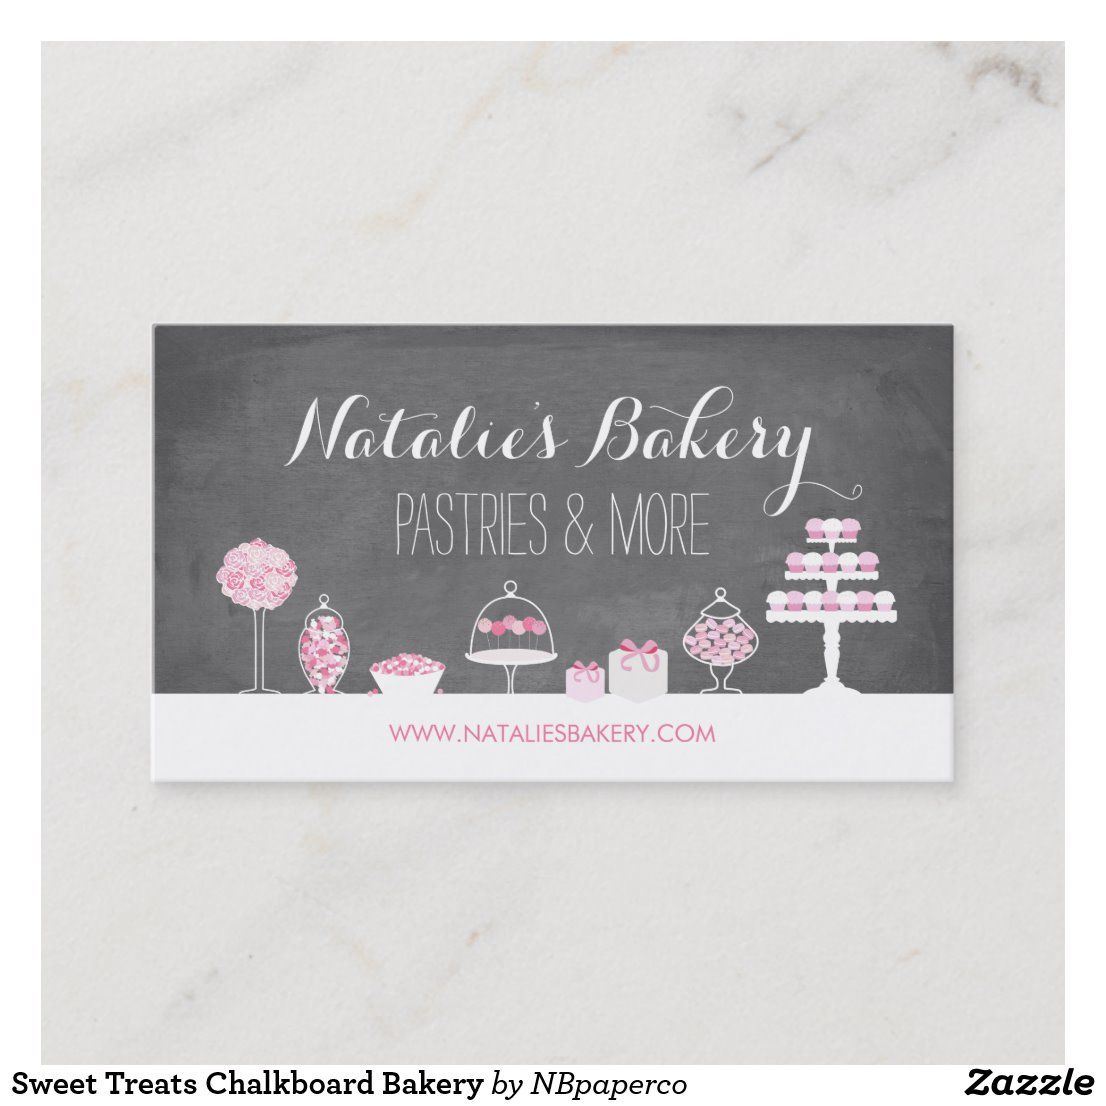 Natalie's Bakery
PASTRIES & MORE
WWW.NATALIESBAKERY.COM
Sweet Treats Chalkboard Bakery by NBpaperco
Zazzle